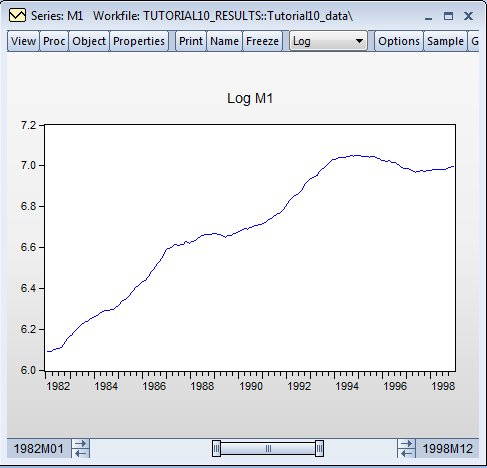 Series: M1 Workfile: TUTORIAL10_RESULTS::Tutorial10_data\
View Proc Object Properties Print Name Freeze Log Options Sample G
Log M1
7.2
7.0
6.8
6.6
6.4
6.2
6.0
1982 1984 1986 1988 1990 1992 1994 1996 1998
1982M01 1998M12